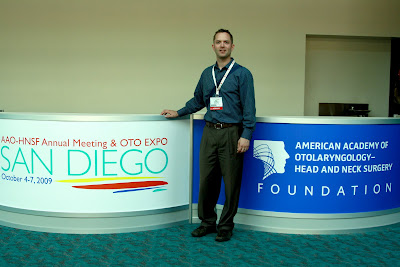 AAO-HNSF Annual Meeting & OTO EXPO
SAN DIEGO
October 4-7, 2009
AMERICAN ACADEMY OF
OTOLARYNGOLOGY–
HEAD AND NECK SURGERY
FOUNDATION